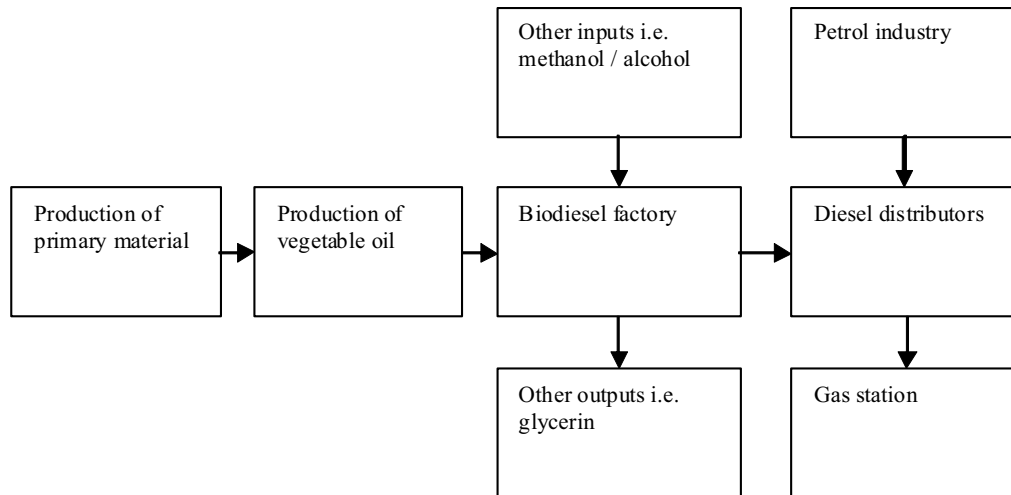 Other inputs i.e.
methanol / alcohol
Petrol industry
Production of
primary material
Production of
vegetable oil
Biodiesel factory
Diesel distributors
Other outputs i.e.
glycerin
Gas station